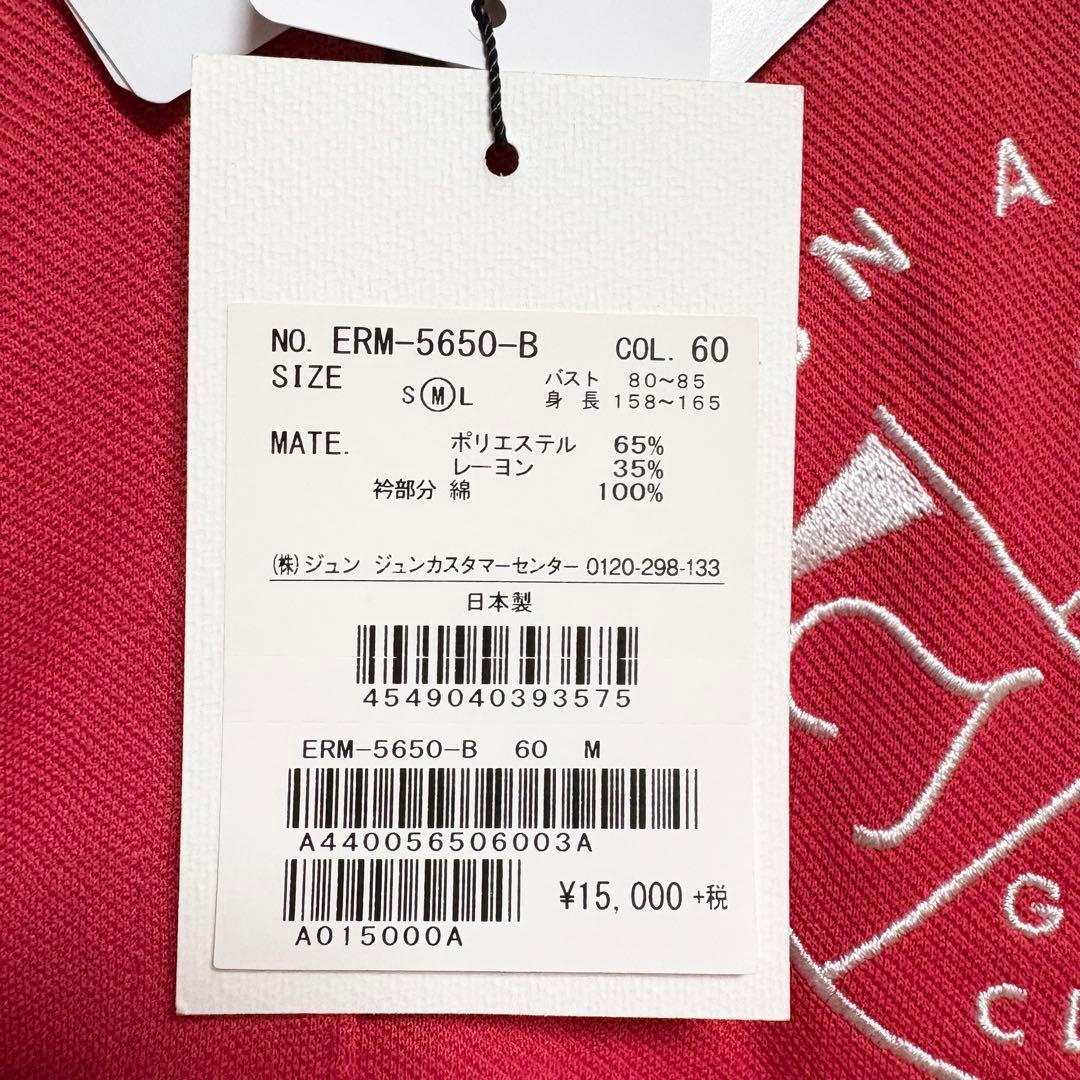 NO. ERM-5650-B COL. 60
SIZE S M L バスト 80~85
身 長 158~165
MATE. ポリエステル 65%
レーヨン 35%
衿部分 綿 100%
(株)ジュン ジュンカスタマーセンター 0120-298-133
日本製
4549040393575
ERM-5650-B 60 M
A440056506003A
A015000A
¥15,000 +税
N A
G
C